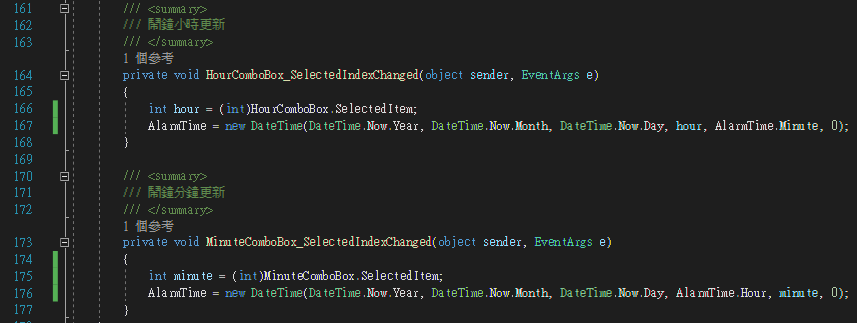 161 /// <summary>
162 /// 鬧鐘小時更新
163 /// </summary>
1 個參考
164 private void HourComboBox_SelectedIndexChanged(object sender, EventArgs e)
165 {
166 int hour = (int)HourComboBox.SelectedItem;
167 AlarmTime = new DateTime(DateTime.Now.Year, DateTime.Now.Month, DateTime.Now.Day, hour, AlarmTime.Minute, 0);
168 }
169
170 /// <summary>
171 /// 鬧鐘分鐘更新
172 /// </summary>
1 個參考
173 private void MinuteComboBox_SelectedIndexChanged(object sender, EventArgs e)
174 {
175 int minute = (int)MinuteComboBox.SelectedItem;
176 AlarmTime = new DateTime(DateTime.Now.Year, DateTime.Now.Month, DateTime.Now.Day, AlarmTime.Hour, minute, 0);
177 }